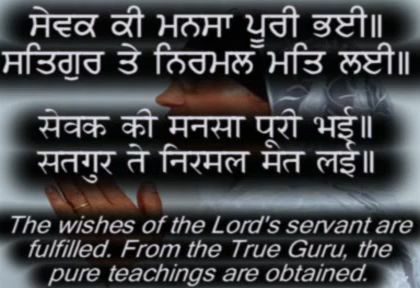 ਸੇਵਕ ਕੀ ਮਨਸਾ ਪੂਰੀ ਭਈ॥
ਸਤਿਗੁਰ ਤੇ ਨਿਰਮਲ ਮਤਿ ਲਈ॥
सेवक की मनसा पूरी भई॥
सतगुर ते निरमल मत लई॥
The wishes of the Lord's servant are
fulfilled. From the True Guru, the
pure teachings are obtained.